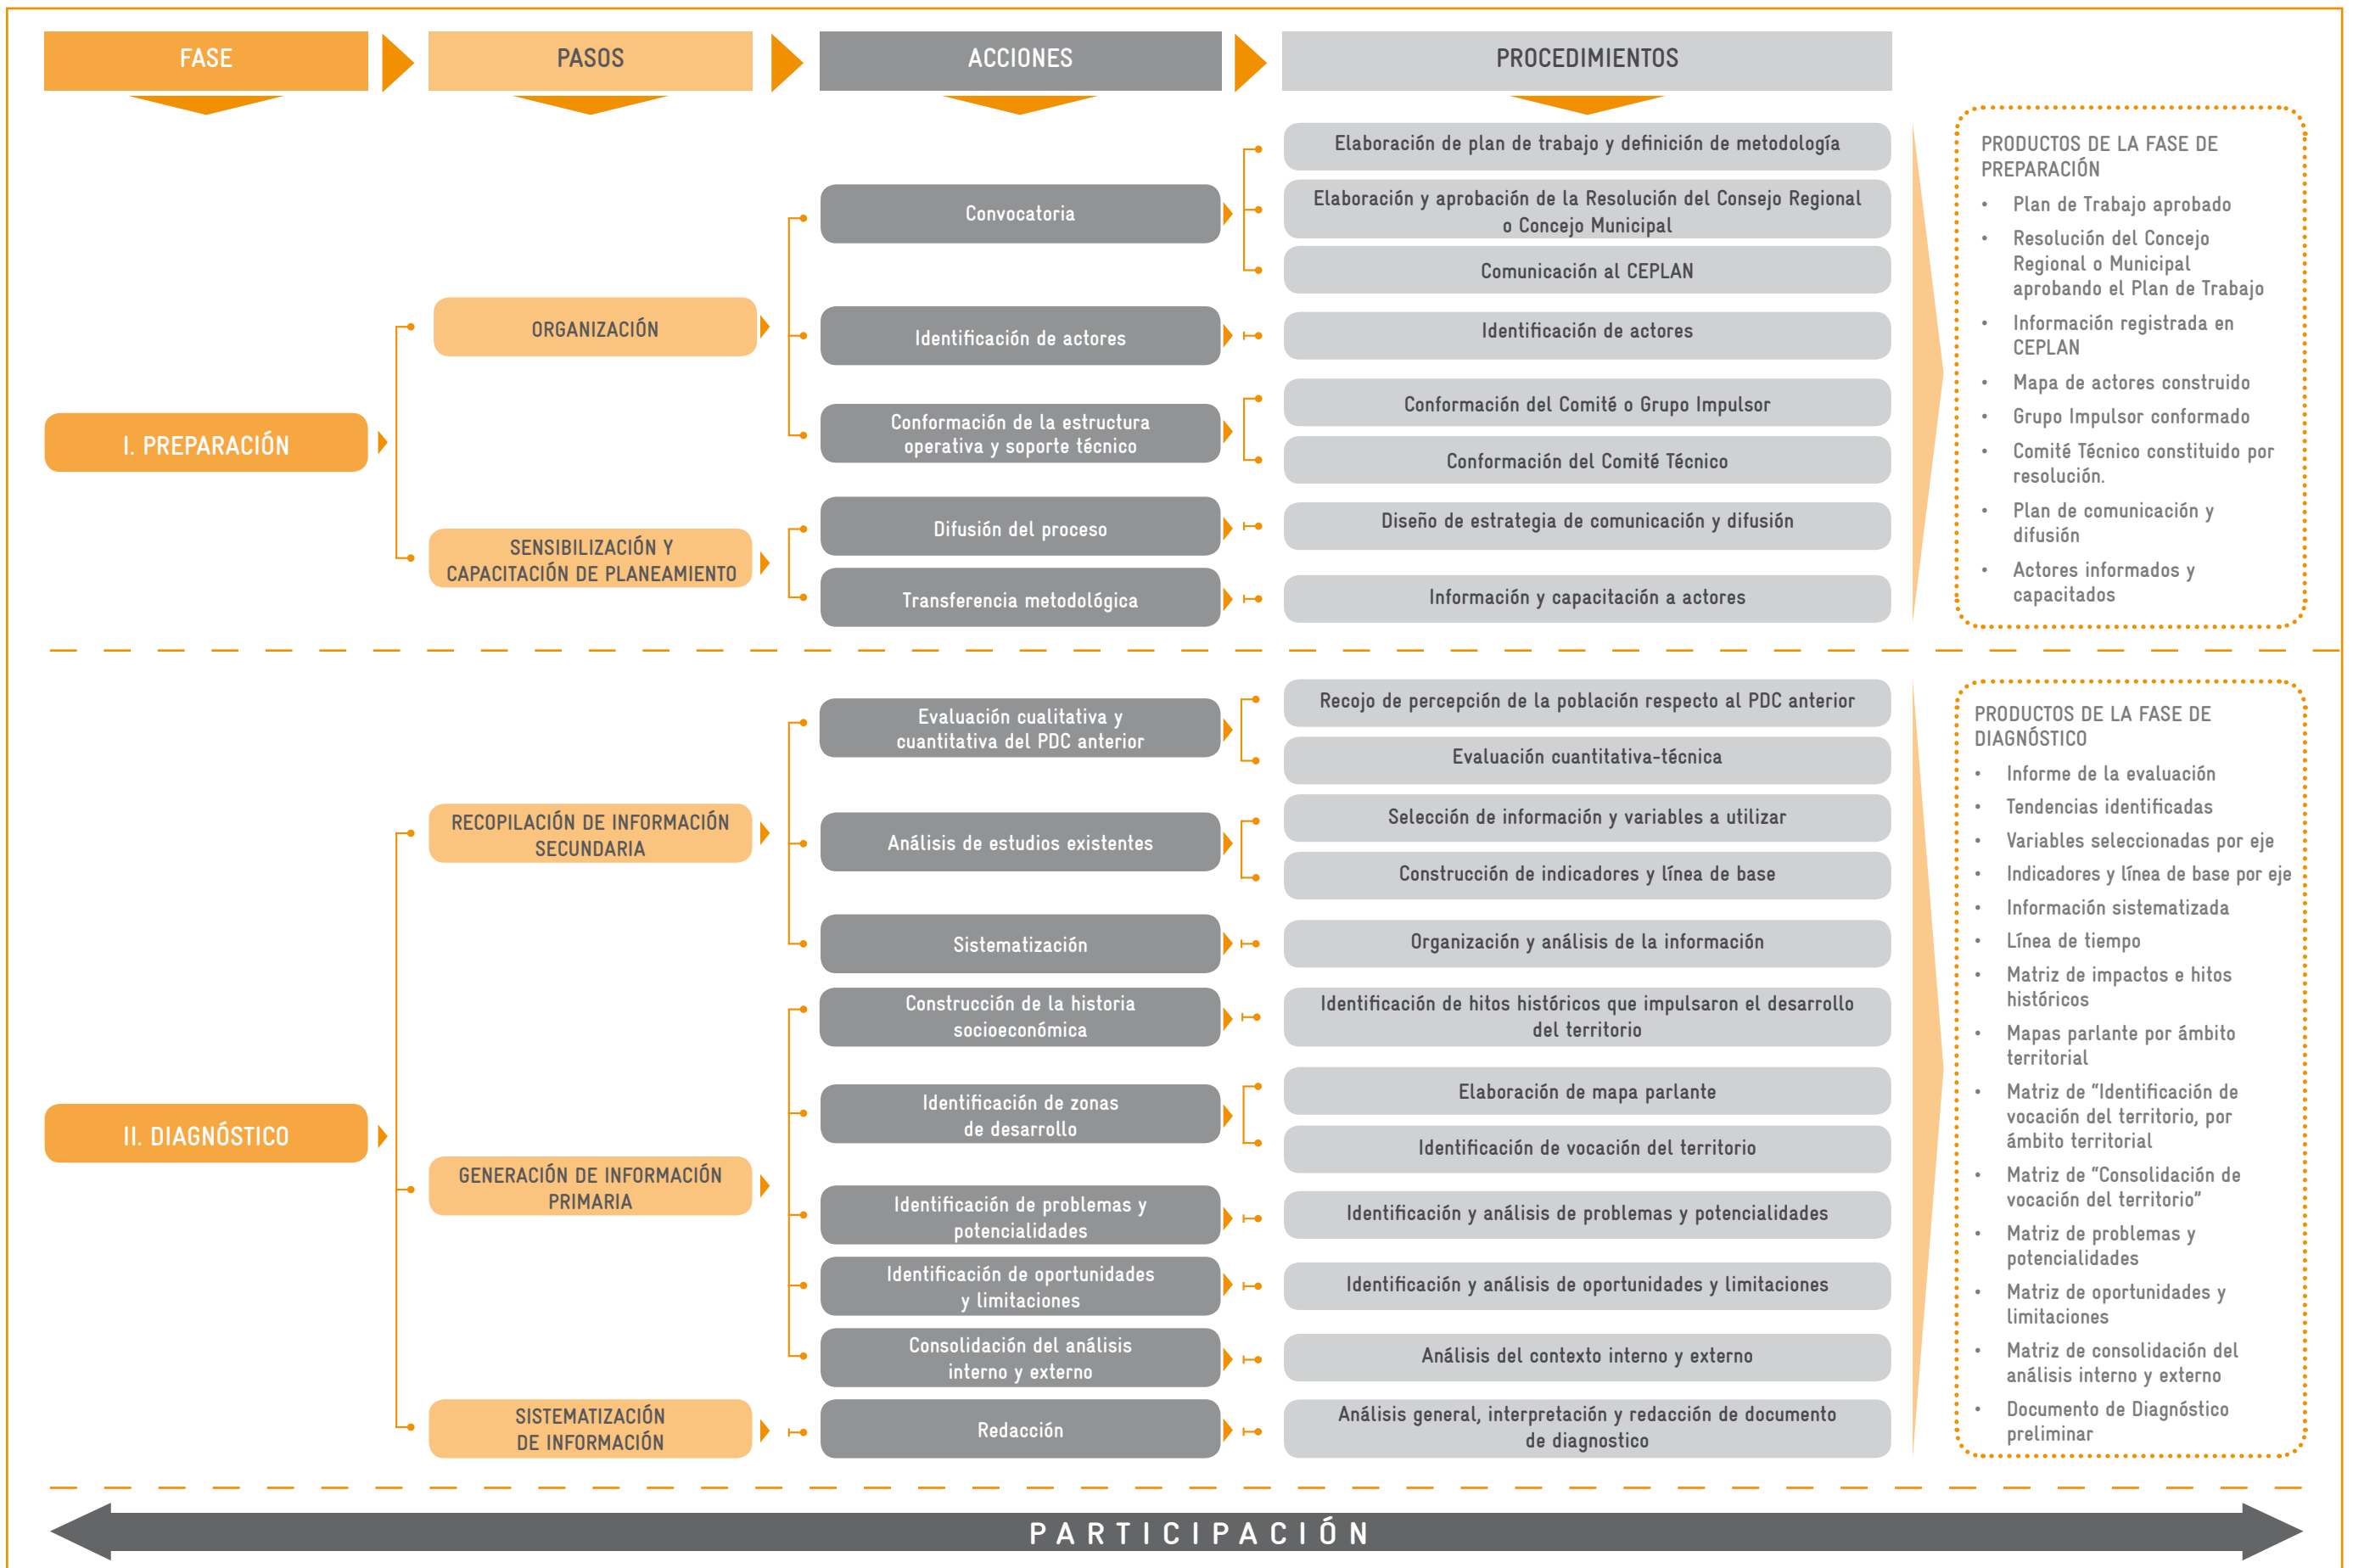 FASE
PASOS
ACCIONES
PROCEDIMIENTOS
I. PREPARACIÓN
ORGANIZACIÓN
Convocatoria
Elaboración de plan de trabajo y definición de metodología
Elaboración y aprobación de la Resolución del Consejo Regional
o Concejo Municipal
Comunicación al CEPLAN
Identificación de actores
Identificación de actores
Conformación de la estructura
operativa y soporte técnico
Conformación del Comité o Grupo Impulsor
Conformación del Comité Técnico
SENSIBILIZACIÓN Y
CAPACITACIÓN DE PLANEAMIENTO
Difusión del proceso
Diseño de estrategia de comunicación y difusión
Transferencia metodológica
Información y capacitación a actores
PRODUCTOS DE LA FASE DE
PREPARACIÓN
• Plan de Trabajo aprobado
• Resolución del Concejo
Regional o Municipal
aprobando el Plan de Trabajo
• Información registrada en
CEPLAN
• Mapa de actores construido
• Grupo Impulsor conformado
• Comité Técnico constituido por
resolución.
• Plan de comunicación y
difusión
• Actores informados y
capacitados
II. DIAGNÓSTICO
RECOPILACIÓN DE INFORMACIÓN
SECUNDARIA
Evaluación cualitativa y
cuantitativa del PDC anterior
Recojo de percepción de la población respecto al PDC anterior
Evaluación cuantitativa-técnica
Análisis de estudios existentes
Selección de información y variables a utilizar
Construcción de indicadores y línea de base
Sistematización
Organización y análisis de la información
GENERACIÓN DE INFORMACIÓN
PRIMARIA
Construcción de la historia
socioeconómica
Identificación de hitos históricos que impulsaron el desarrollo
del territorio
Identificación de zonas
de desarrollo
Elaboración de mapa parlante
Identificación de vocación del territorio
Identificación de problemas y
potencialidades
Identificación y análisis de problemas y potencialidades
Identificación de oportunidades
y limitaciones
Identificación y análisis de oportunidades y limitaciones
Consolidación del análisis
interno y externo
Análisis del contexto interno y externo
SISTEMATIZACIÓN
DE INFORMACIÓN
Redacción
Análisis general, interpretación y redacción de documento
de diagnostico
PRODUCTOS DE LA FASE DE
DIAGNÓSTICO
• Informe de la evaluación
• Tendencias identificadas
• Variables seleccionadas por eje
• Indicadores y línea de base por eje
• Información sistematizada
• Línea de tiempo
• Matriz de impactos e hitos
históricos
• Mapas parlante por ámbito
territorial
• Matriz de “Identificación de
vocación del territorio, por
ámbito territorial
• Matriz de “Consolidación de
vocación del territorio”
• Matriz de problemas y
potencialidades
• Matriz de oportunidades y
limitaciones
• Matriz de consolidación del
análisis interno y externo
• Documento de Diagnóstico
preliminar
PARTICIPACIÓN